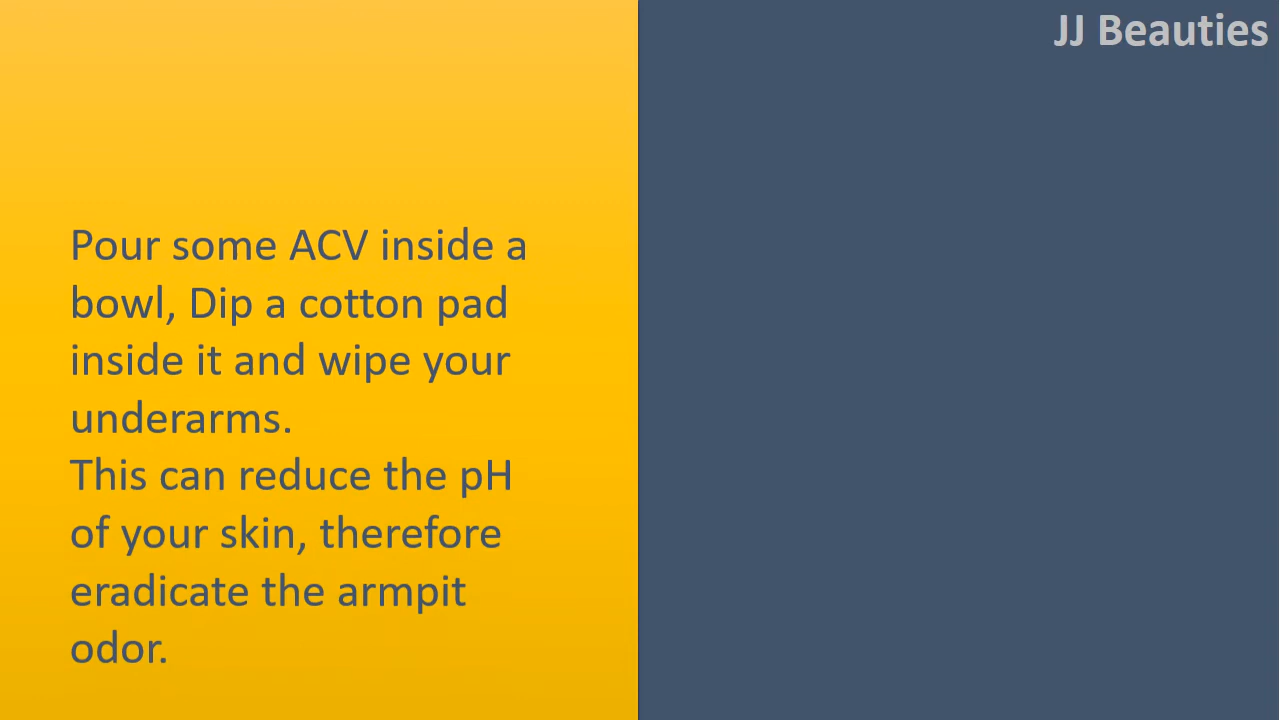 JJ Beauties
Pour some ACV inside a
bowl, Dip a cotton pad
inside it and wipe your
underarms.
This can reduce the pH
of your skin, therefore
eradicate the armpit
odor.